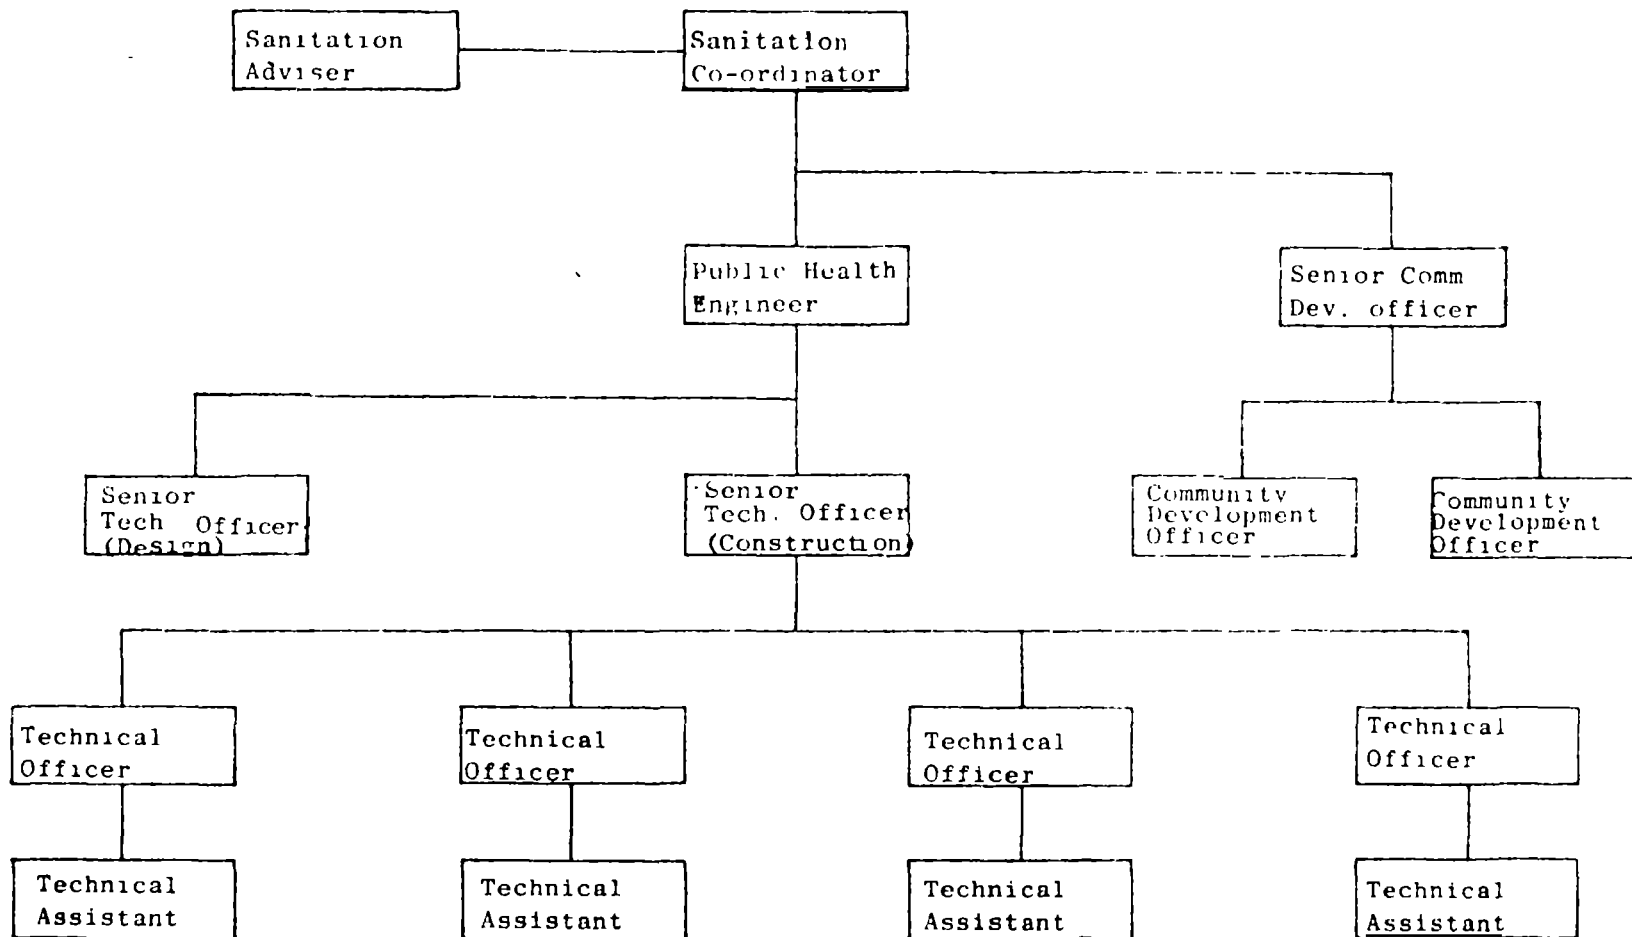 Sanitation
Adviser
Sanitation
Co-ordinator
Public Health
Engineer
Senior Comm
Dev. officer
Senior
Tech Officer
(Design)
Senior
Tech. Officer
(Construction)
Community
Development
Officer
Community
Development
Officer
Technical
Officer
Technical
Officer
Technical
Officer
Technical
Officer
Technical
Assistant
Technical
Assistant
Technical
Assistant
Technical
Assistant